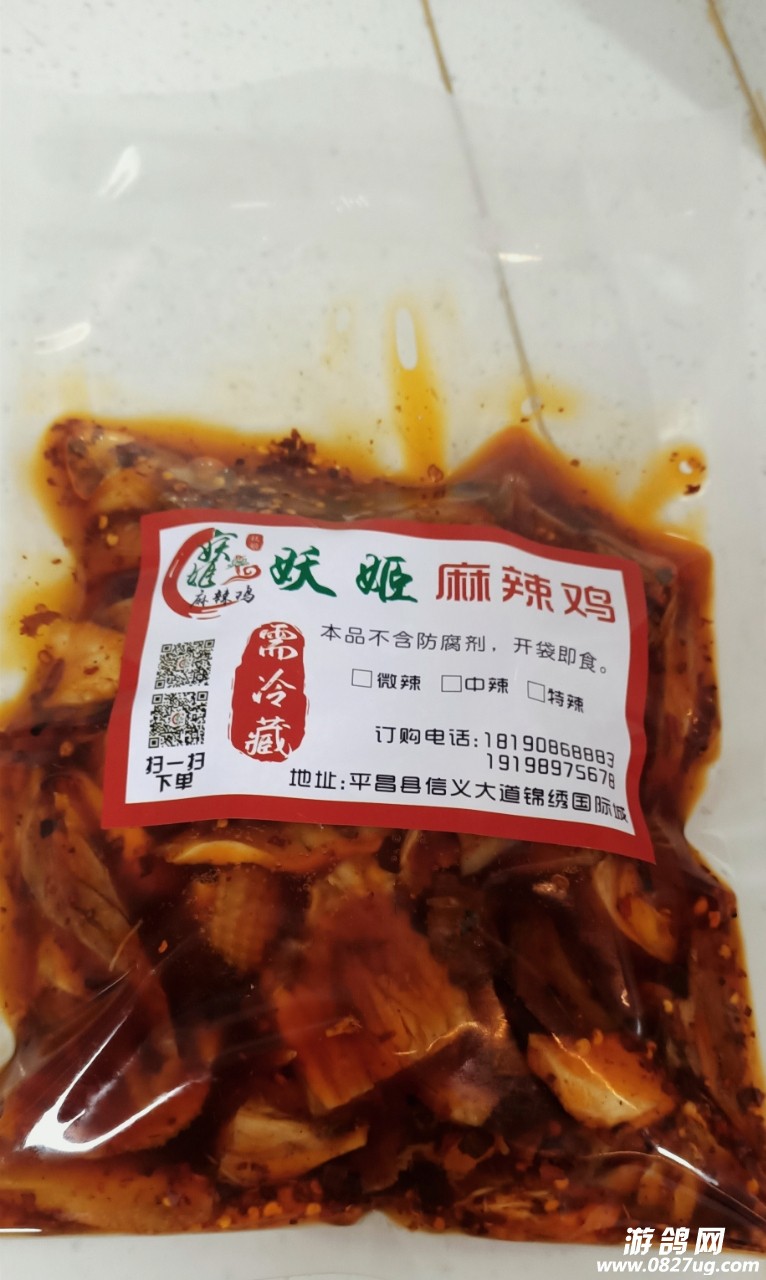 妖姬
麻辣鸡
妖姬 麻辣鸡
需冷藏
本品不含防腐剂，开袋即食。
□微辣 □中辣 □特辣
扫一扫
下单
订购电话:18190868883
19198975678
地址:平昌县信义大道锦绣国际城
游鸽网
www.0827ug.com